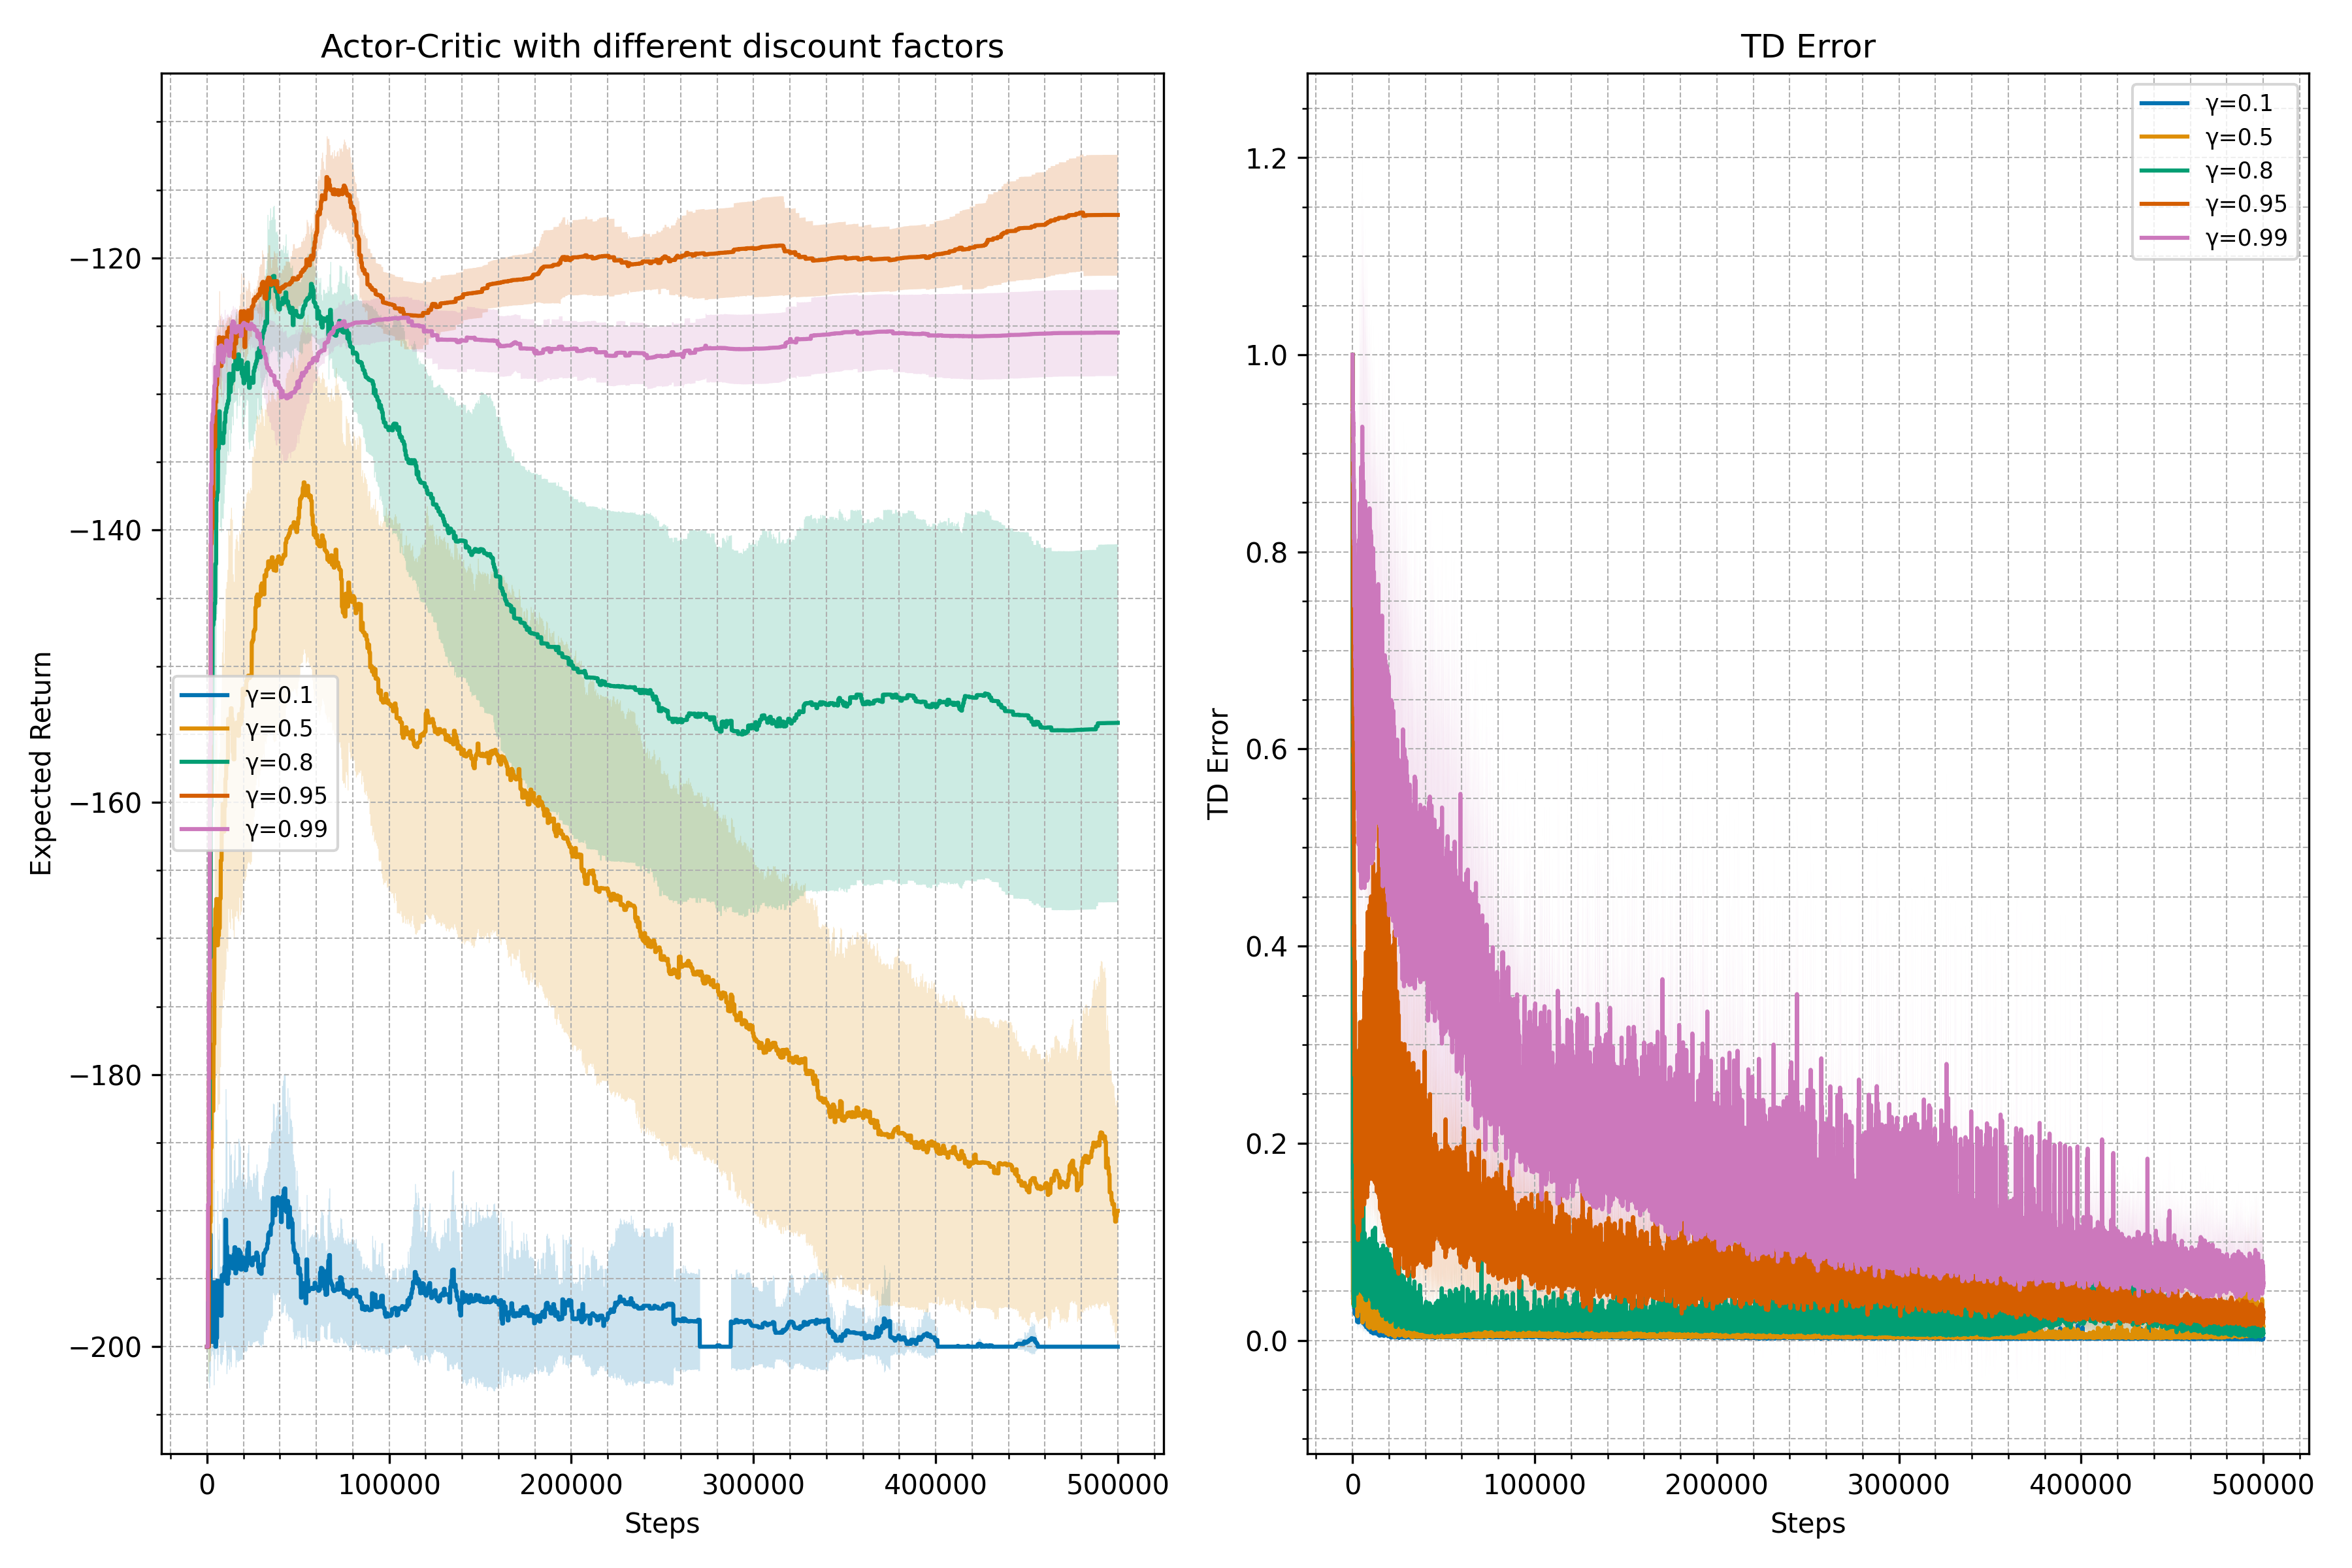 Actor-Critic with different discount factors
Expected Return
−120
−140
−160
−180
−200
γ=0.1
γ=0.5
γ=0.8
γ=0.95
γ=0.99
0 100000 200000 300000 400000 500000
Steps
TD Error
TD Error
1.2
1.0
0.8
0.6
0.4
0.2
0.0
γ=0.1
γ=0.5
γ=0.8
γ=0.95
γ=0.99
0 100000 200000 300000 400000 500000
Steps